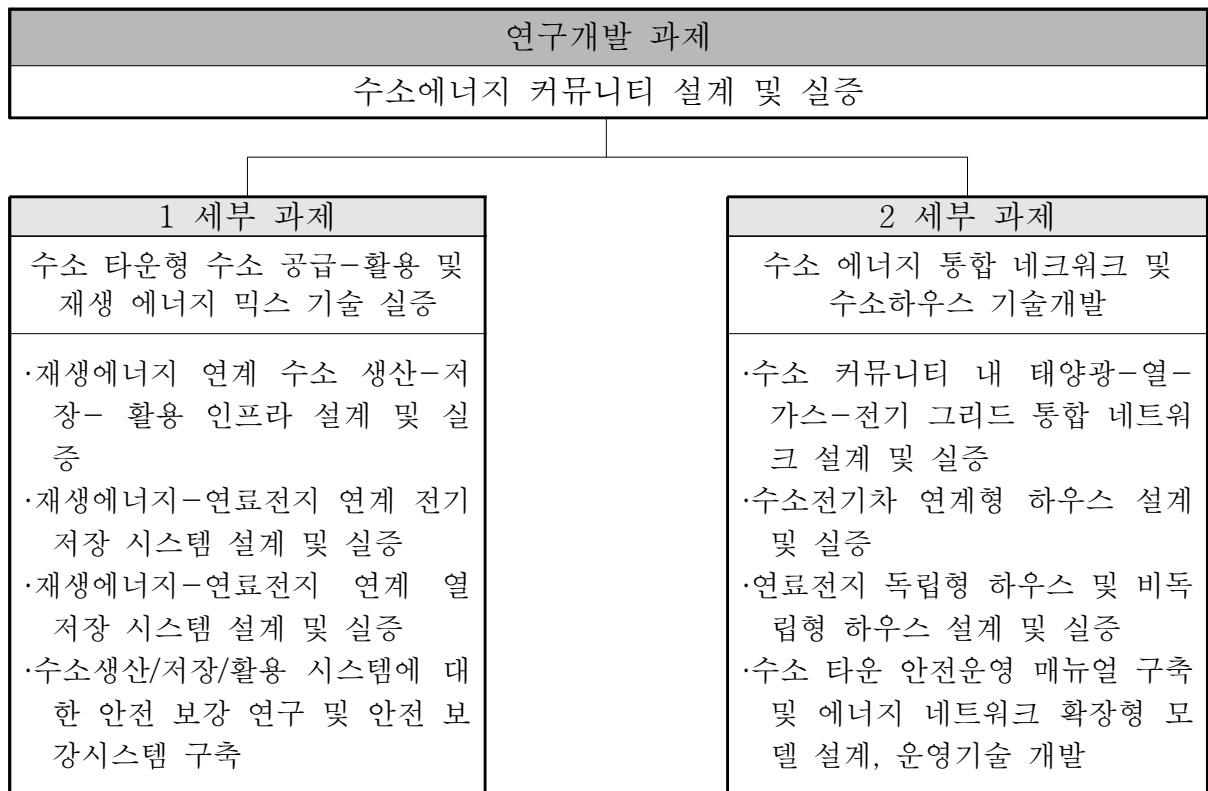 연구개발 과제
수소에너지 커뮤니티 설계 및 실증
1 세부 과제
수소 타운형 수소 공급-활용 및
재생 에너지 믹스 기술 실증
·재생에너지 연계 수소 생산-저
장- 활용 인프라 설계 및 실
증
·재생에너지-연료전지 연계 전기
저장 시스템 설계 및 실증
·재생에너지-연료전지 연계 열
저장 시스템 설계 및 실증
·수소생산/저장/활용 시스템에 대
한 안전 보강 연구 및 안전 보
강시스템 구축
2 세부 과제
수소 에너지 통합 네크워크 및
수소하우스 기술개발
·수소 커뮤니티 내 태양광-열-
가스-전기 그리드 통합 네트워
크 설계 및 실증
·수소전기차 연계형 하우스 설계
및 실증
·연료전지 독립형 하우스 및 비독
립형 하우스 설계 및 실증
·수소 타운 안전운영 매뉴얼 구축
및 에너지 네트워크 확장형 모
델 설계, 운영기술 개발